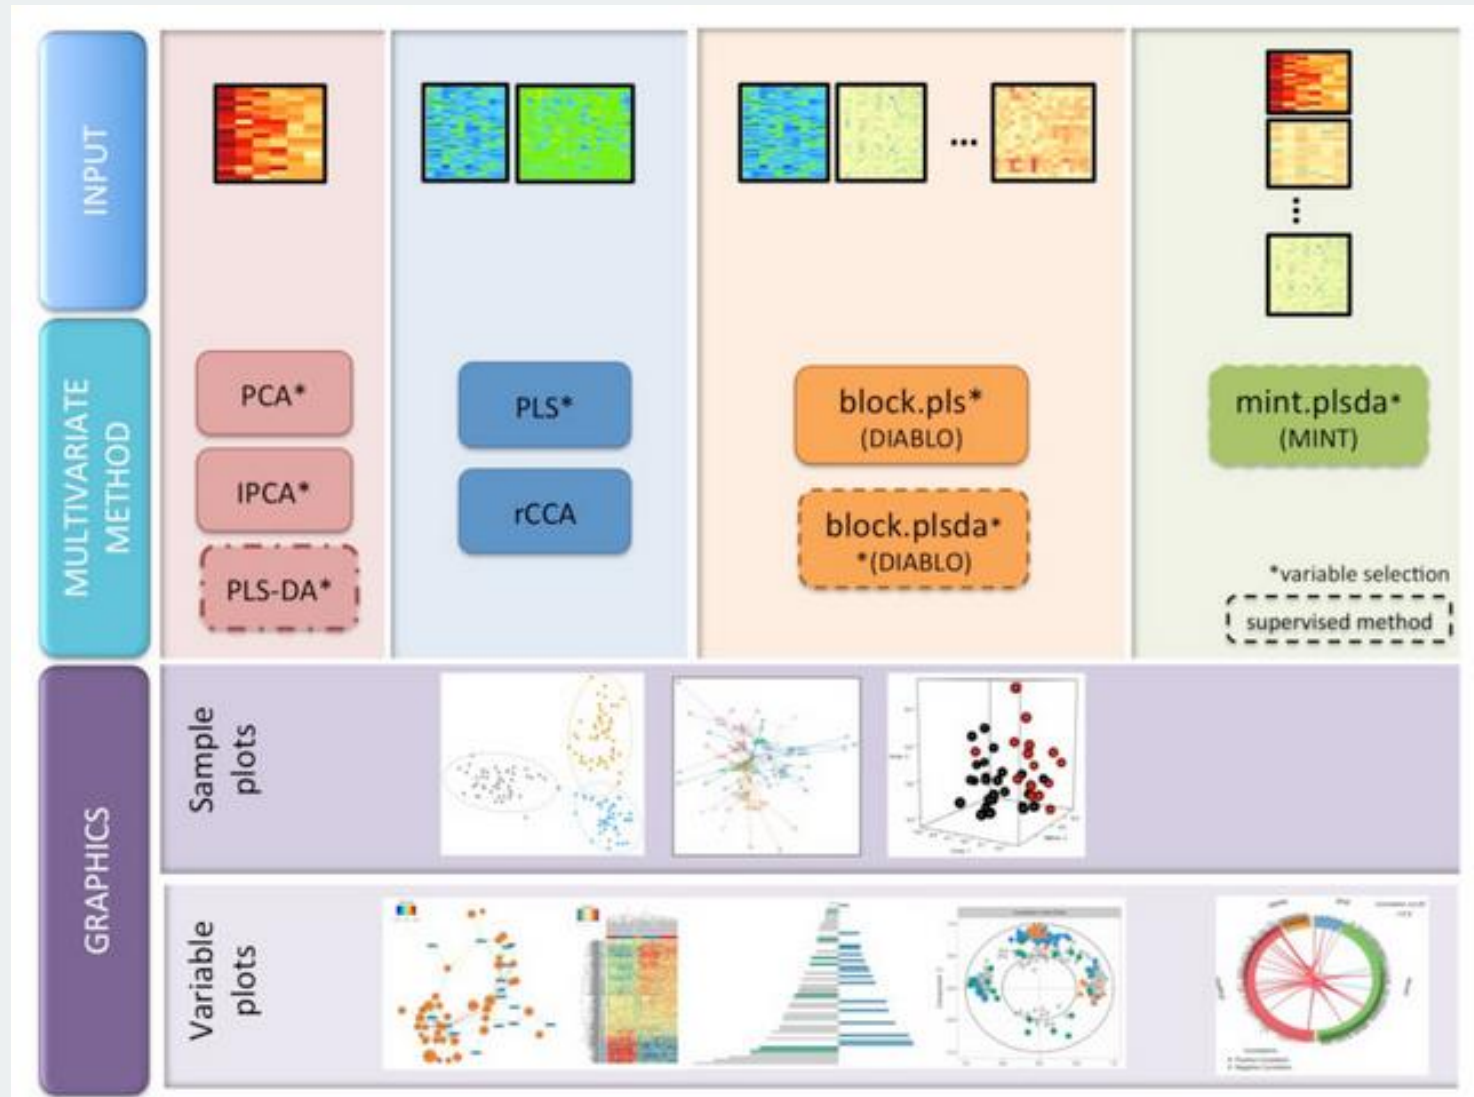 INPUT
MULTIVARIATE
METHOD
PCA*
IPCA*
PLS-DA*
PLS*
rCCA
block.pls*
(DIABLO)
block.plsda*
*(DIABLO)
mint.plsda*
(MINT)
*variable selection
supervised method
GRAPHICS
Sample
plots
Variable
plots